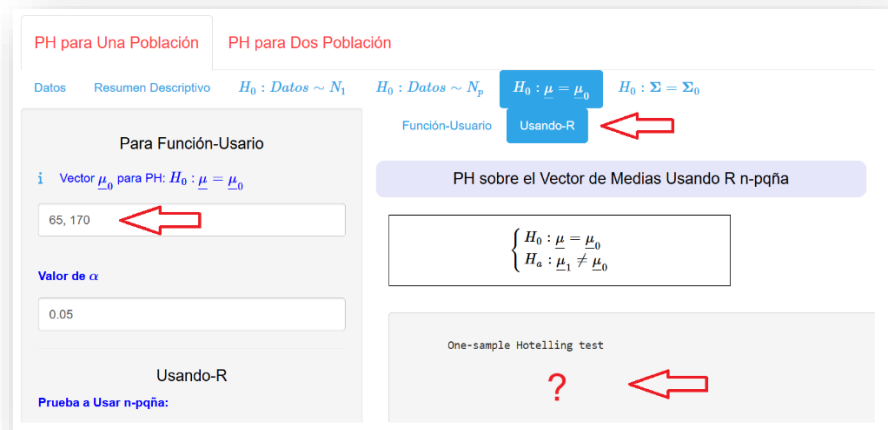 PH para Una Población PH para Dos Población
Datos Resumen Descriptivo H₀ : Datos ∼ N₁ H₀ : Datos ∼ Nₚ H₀ : μ = μ₀ H₀ : Σ = Σ₀
Función-Usuario Usando-R
Para Función-Usario
i Vector μ₀ para PH: H₀ : μ = μ₀
65, 170
Valor de α
0.05
Usando-R
Prueba a Usar n-pqña:
PH sobre el Vector de Medias Usando R n-pqña
H₀ : μ = μ₀
Hₐ : μ₁ ≠ μ₀
One-sample Hotelling test
?